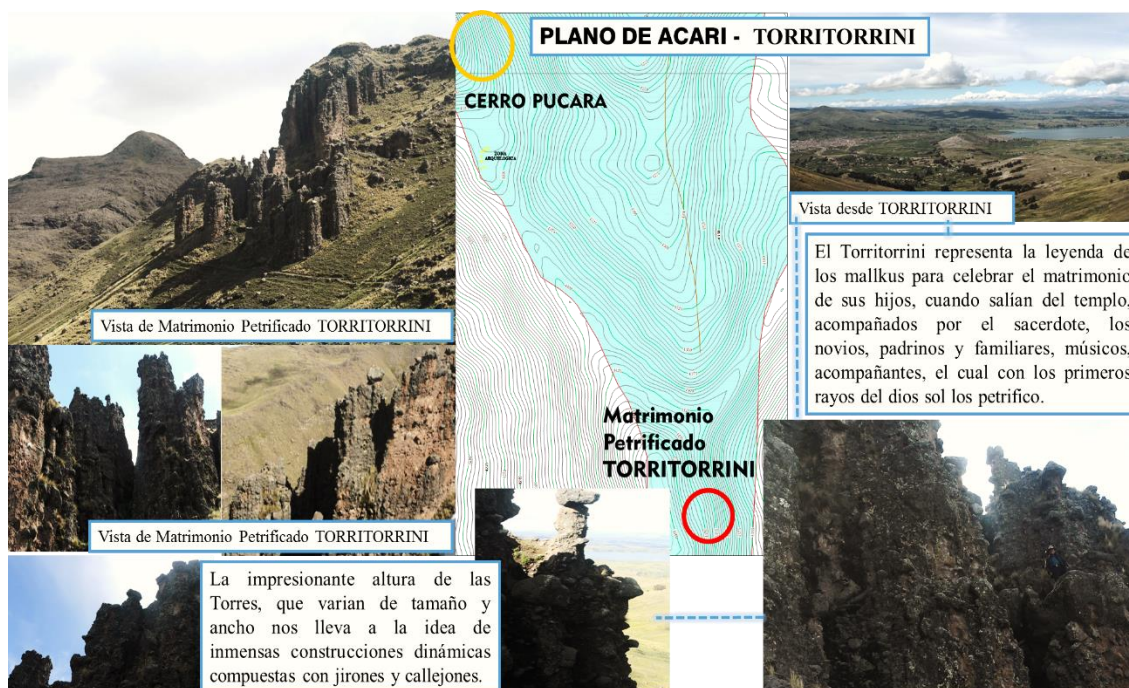 PLANO DE ACARI - TORRITORRINI
CERRO PUCARA
ZONA
ARQUEOLOGICA
Vista de Matrimonio Petrificado TORRITORRINI
Vista desde TORRITORRINI
El Torritorrini representa la leyenda de
los mallkus para celebrar el matrimonio
de sus hijos, cuando salían del templo,
acompañados por el sacerdote, los
novios, padrinos y familiares, músicos,
acompañantes, el cual con los primeros
rayos del dios sol los petrifico.
Matrimonio
Petrificado
TORRITORRINI
Vista de Matrimonio Petrificado TORRITORRINI
La impresionante altura de las
Torres, que varian de tamaño y
ancho nos lleva a la idea de
inmensas construcciones dinámicas
compuestas con jirones y callejones.